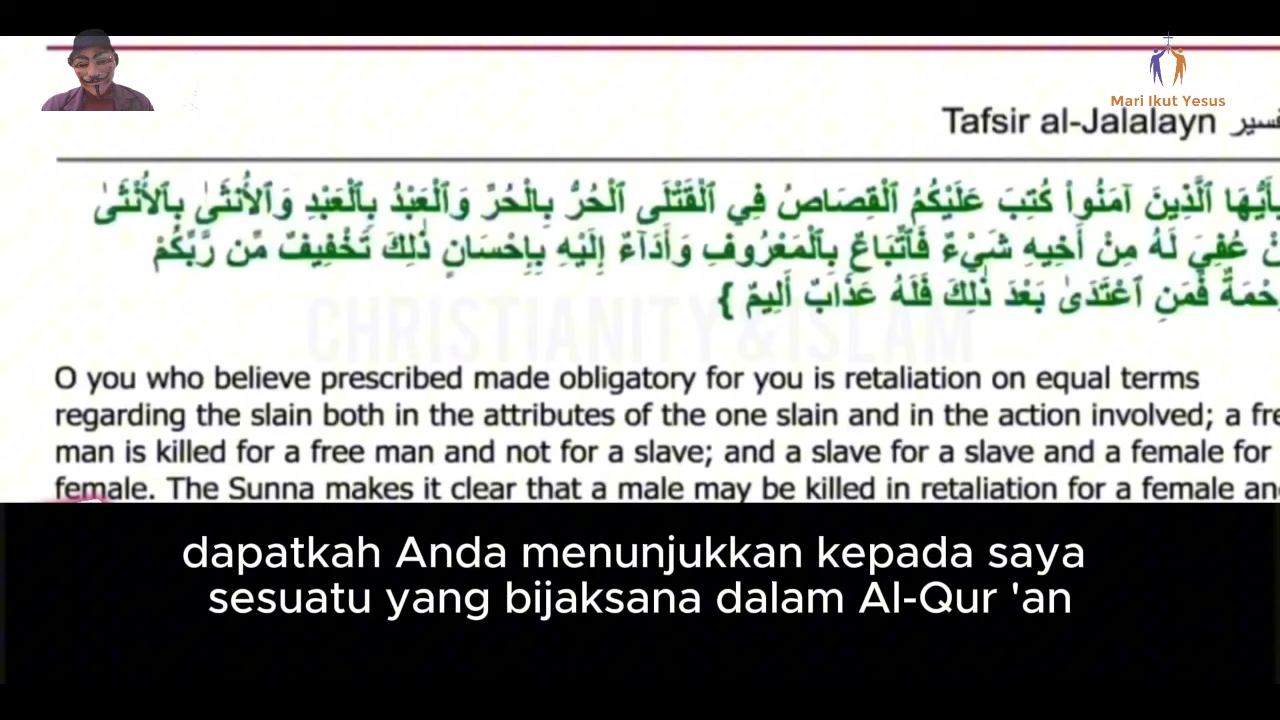 Mari Ikut Yesus
Tafsir al-Jalalayn
ٱلَّذِينَ آمَنُواْ كُتِبَ عَلَيْكُمُ ٱلْقِصَاصُ فِي ٱلْقَتْلَى ٱلْحُرُّ بِالْحُرِّ وَٱلْعَبْدُ بِٱلْعَبْدِ وَٱلأُنثَىٰ بِٱلأُنْثَىٰ
عُفِيَ لَهُ مِنْ أَخِيهِ شَيْءٌ فَٱتِّبَاعٌ بِٱلْمَعْرُوفِ وَأَدَآءٌ إِلَيْهِ بِإِحْسَانٍ ذٰلِكَ تَخْفِيفٌ مِّن رَّبِّكُمْ
فَمَنِ ٱعْتَدَىٰ بَعْدَ ذٰلِكَ فَلَهُ عَذَابٌ أَلِيمٌ }
CHRISTIANITY & ISLAM
O you who believe prescribed made obligatory for you is retaliation on equal terms
regarding the slain both in the attributes of the one slain and in the action involved; a
man is killed for a free man and not for a slave; and a slave for a slave and a female for
female. The Sunna makes it clear that a male may be killed in retaliation for a female
dapatkah Anda menunjukkan kepada saya
sesuatu yang bijaksana dalam Al-Qur 'an